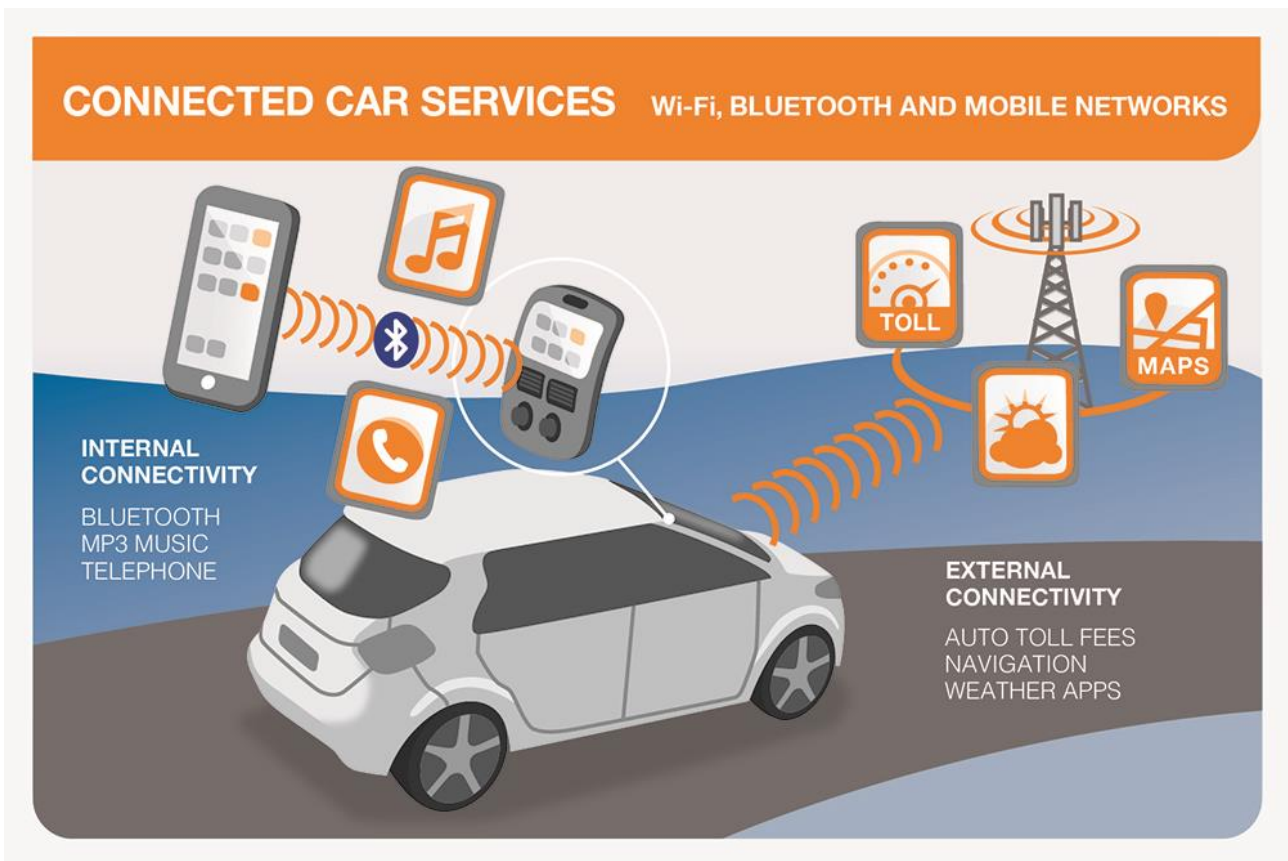 CONNECTED CAR SERVICES Wi-Fi, BLUETOOTH AND MOBILE NETWORKS
TOLL
MAPS
INTERNAL
CONNECTIVITY
BLUETOOTH
MP3 MUSIC
TELEPHONE
EXTERNAL
CONNECTIVITY
AUTO TOLL FEES
NAVIGATION
WEATHER APPS